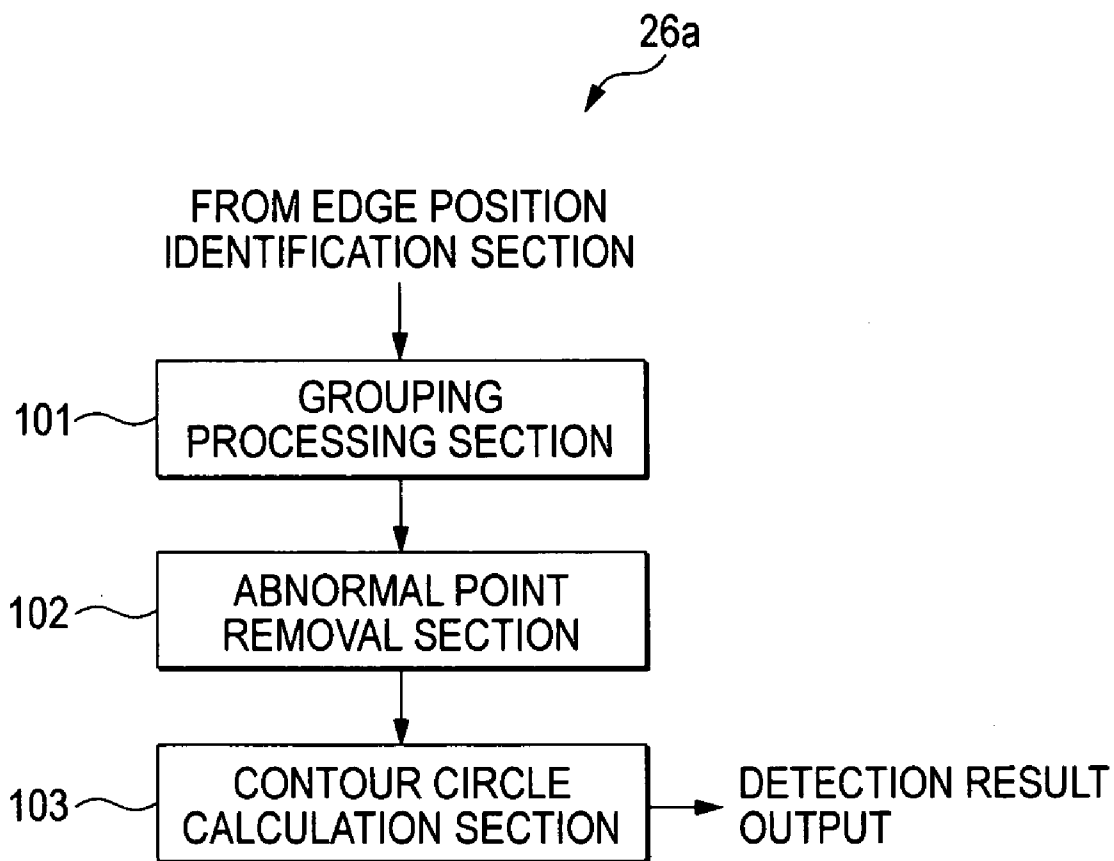 26a
FROM EDGE POSITION
IDENTIFICATION SECTION
101
GROUPING
PROCESSING SECTION
102
ABNORMAL POINT
REMOVAL SECTION
103
CONTOUR CIRCLE
CALCULATION SECTION
DETECTION RESULT
OUTPUT